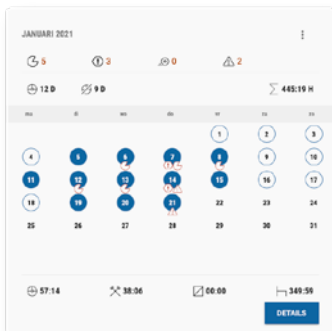 JANUARI 2021
5 3 0 2
12 D 9 D 445:19 H
ma di wo do vr za zo
1 2 3
4 5 6 7 8 9 10
11 12 13 14 15 16 17
18 19 20 21 22 23 24
25 26 27 28 29 30 31
57:14 38:06 00:00 349:59
DETAILS